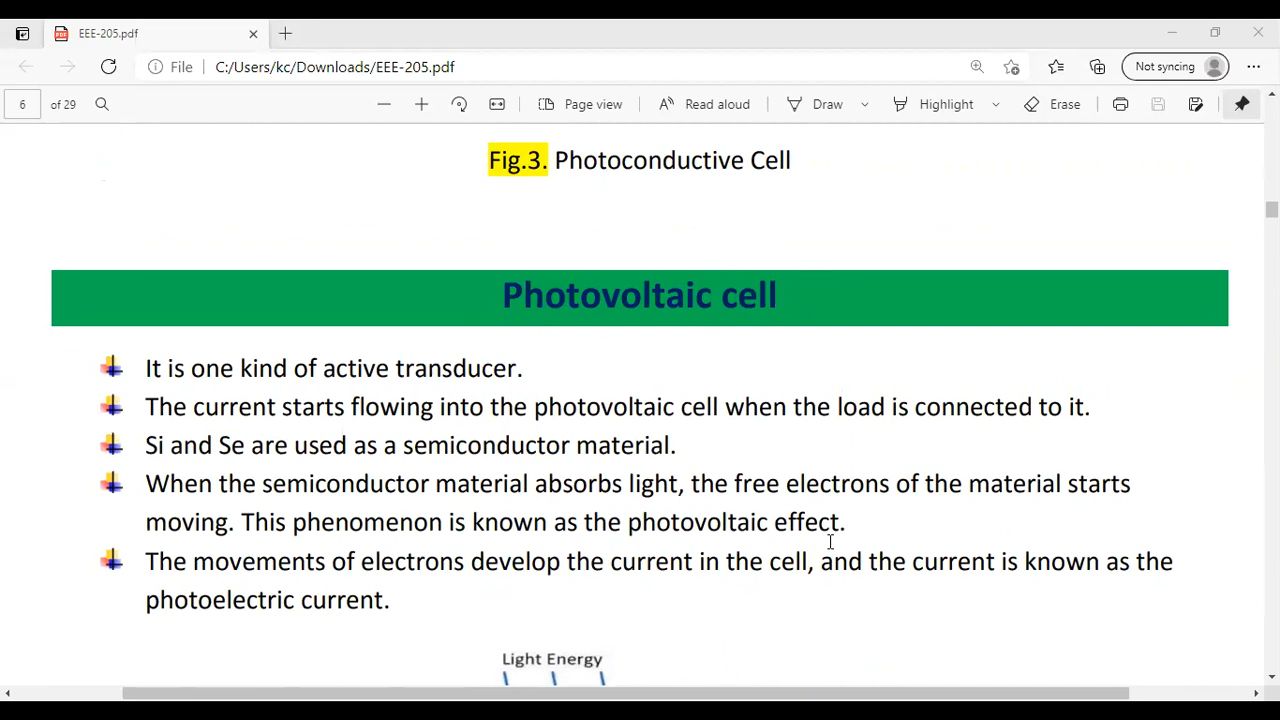 EEE-205.pdf
File C:/Users/kc/Downloads/EEE-205.pdf Not syncing
6 of 29 Page view Read aloud Draw Highlight Erase
Fig.3. Photoconductive Cell
Photovoltaic cell
It is one kind of active transducer.
The current starts flowing into the photovoltaic cell when the load is connected to it.
Si and Se are used as a semiconductor material.
When the semiconductor material absorbs light, the free electrons of the material starts
moving. This phenomenon is known as the photovoltaic effect.
The movements of electrons develop the current in the cell, and the current is known as the
photoelectric current.
Light Energy